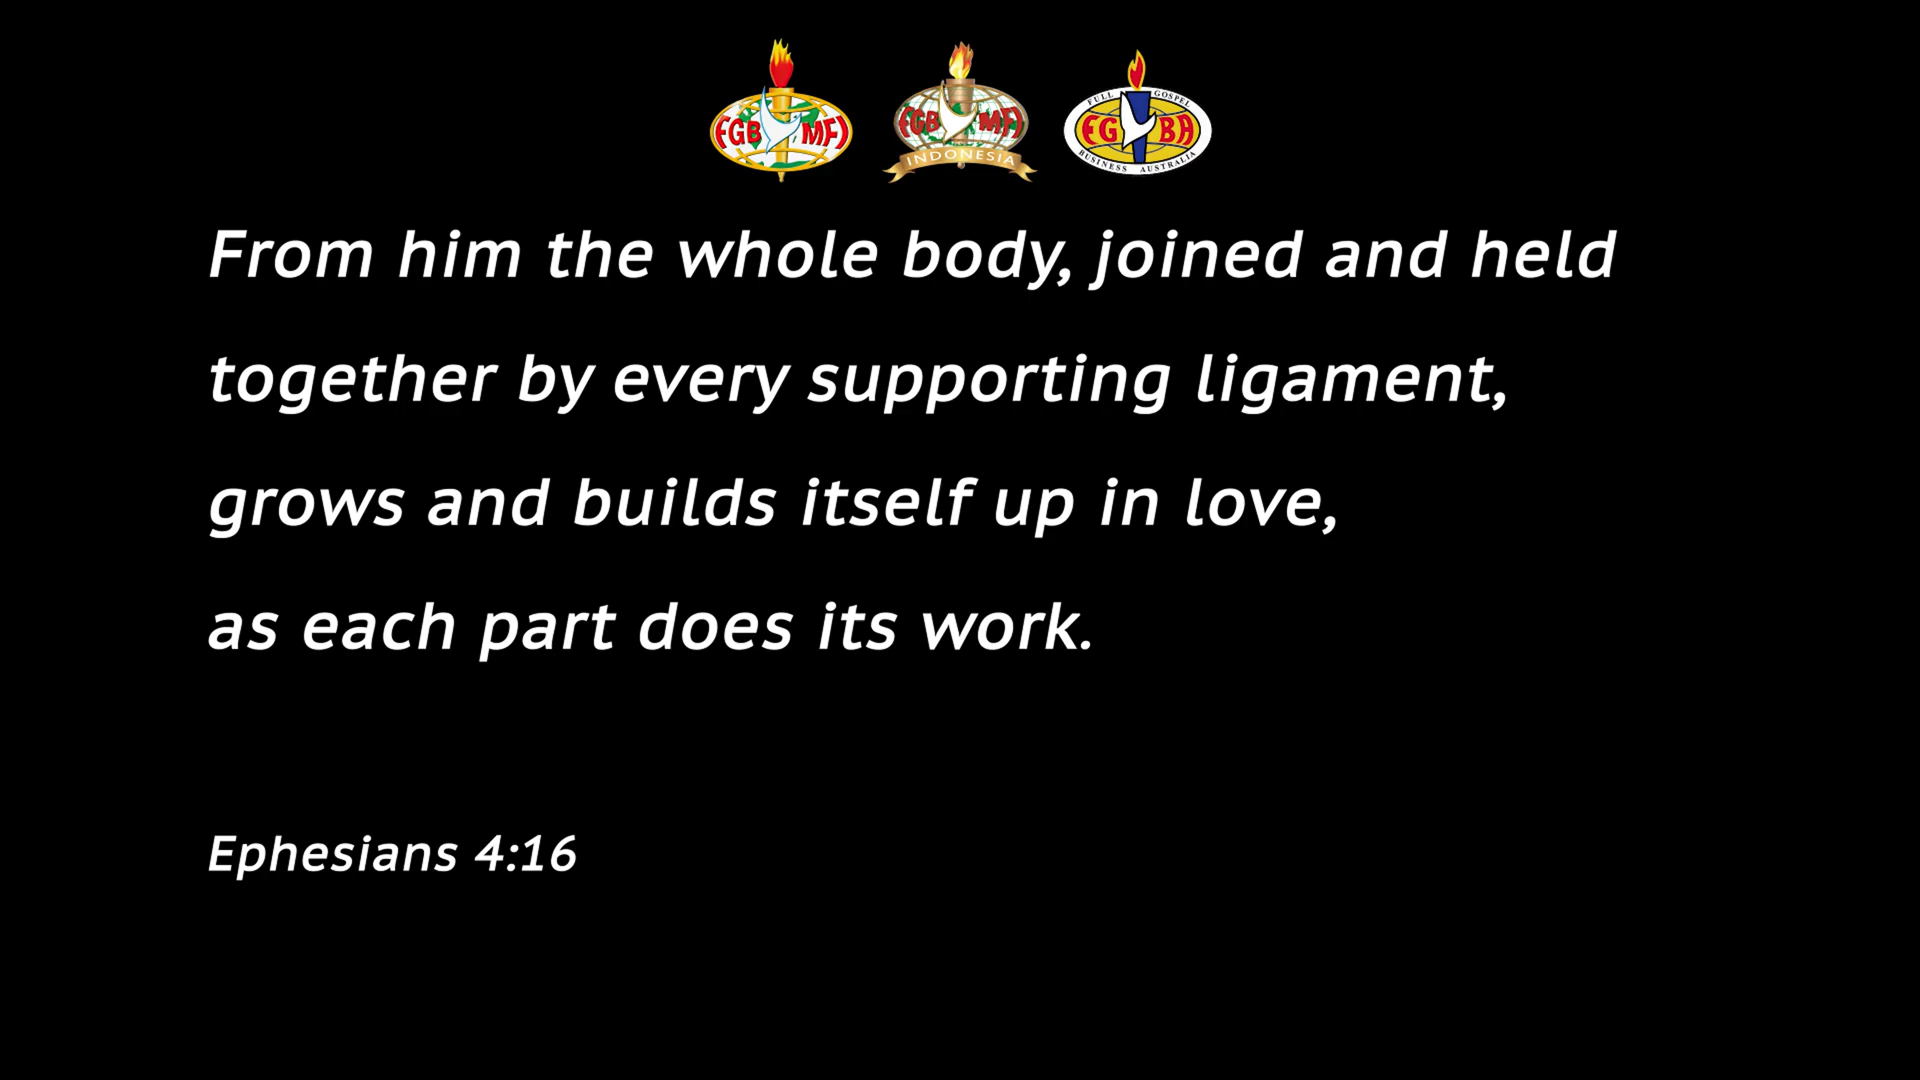 FGB MFI
FGB MFI
INDONESIA
FULL GOSPEL
FG BA
BUSINESS AUSTRALIA
From him the whole body, joined and held
together by every supporting ligament,
grows and builds itself up in love,
as each part does its work.
Ephesians 4:16